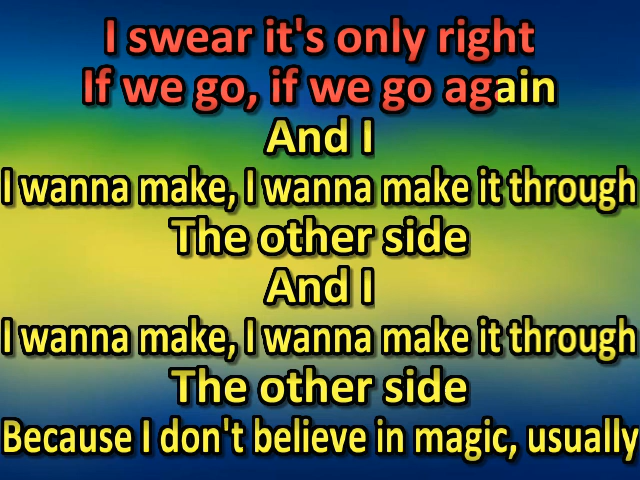 I swear it's only right
If we go, if we go again
And I
I wanna make, I wanna make it through
The other side
And I
I wanna make, I wanna make it through
The other side
Because I don't believe in magic, usually